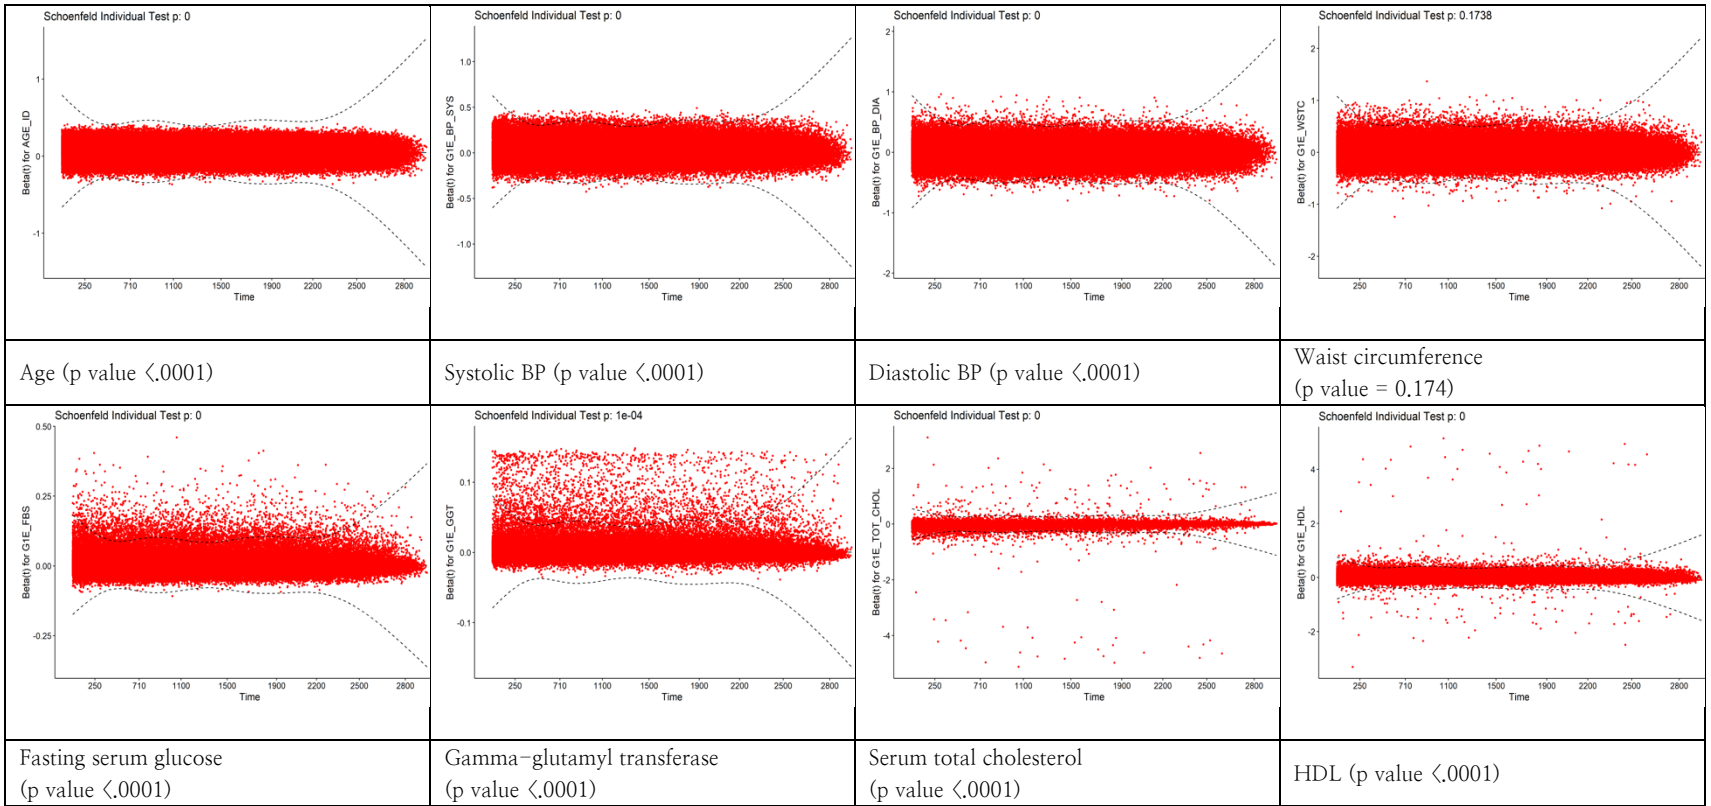 Schoenfeld Individual Test p: 0
Beta(t) for AGE_ID
1
0
-1
250 710 1100 1500 1900 2200 2500 2800
Time
Schoenfeld Individual Test p: 0
Beta(t) for G1E_BP_SYS
1.0
0.5
0.0
-0.5
-1.0
250 710 1100 1500 1900 2200 2500 2800
Time
Schoenfeld Individual Test p: 0
Beta(t) for G1E_BP_DIA
2
1
0
-1
-2
250 710 1100 1500 1900 2200 2500 2800
Time
Schoenfeld Individual Test p: 0.1738
Beta(t) for G1E_WSTC
2
1
0
-1
-2
250 710 1100 1500 1900 2200 2500 2800
Time
Age (p value <.0001)
Systolic BP (p value <.0001)
Diastolic BP (p value <.0001)
Waist circumference
(p value = 0.174)
Schoenfeld Individual Test p: 0
Beta(t) for G1E_FBS
0.50
0.25
0.00
-0.25
250 710 1100 1500 1900 2200 2500 2800
Time
Schoenfeld Individual Test p: 1e-04
Beta(t) for G1E_GGT
0.1
0.0
-0.1
250 710 1100 1500 1900 2200 2500 2800
Time
Schoenfeld Individual Test p: 0
Beta(t) for G1E_TOT_CHOL
2
0
-2
-4
250 710 1100 1500 1900 2200 2500 2800
Time
Schoenfeld Individual Test p: 0
Beta(t) for G1E_HDL
4
2
0
-2
250 710 1100 1500 1900 2200 2500 2800
Time
Fasting serum glucose
(p value <.0001)
Gamma-glutamyl transferase
(p value <.0001)
Serum total cholesterol
(p value <.0001)
HDL (p value <.0001)